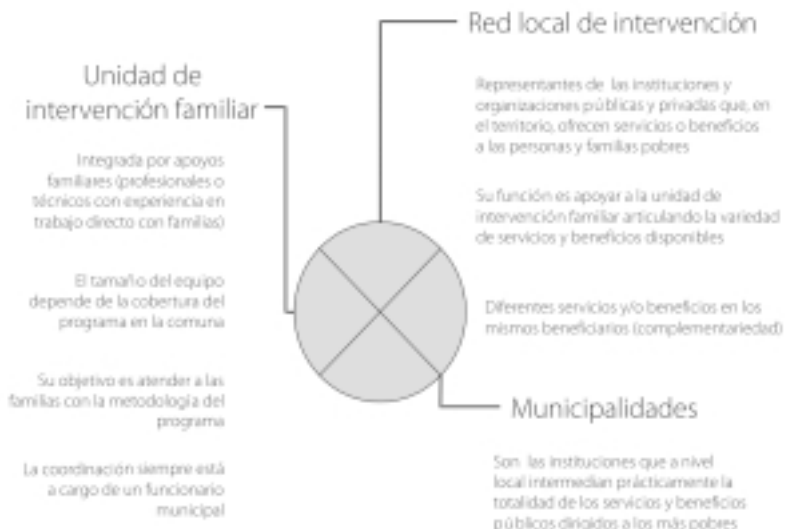 Unidad de
intervención familiar
Integrada por apoyos
familiares (profesionales o
técnicos con experiencia en
trabajo directo con familias)
El tamaño del equipo
depende de la cobertura del
programa en la comuna
Su objetivo es atender a las
familias con la metodología del
programa
La coordinación siempre está
a cargo de un funcionario
municipal
Red local de intervención
Representantes de las instituciones y
organizaciones públicas y privadas que, en
el territorio, ofrecen servicios o beneficios
a las personas y familias pobres
Su función es apoyar a la unidad de
intervención familiar articulando la variedad
de servicios y beneficios disponibles
Diferentes servicios y/o beneficios en los
mismos beneficiarios (complementariedad)
Municipalidades
Son las instituciones que a nivel
local intermedian prácticamente la
totalidad de los servicios y beneficios
públicos dirigidos a los más pobres